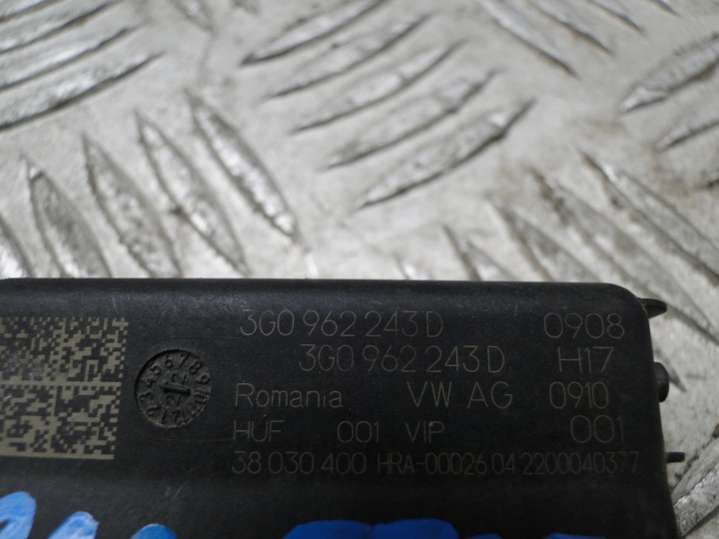 3G0 962 243 D 0908
3G0 962 243 D H17
Romania VW AG 0910
HUF 001 VIP 001
38 030 400 HRA-00026 04 2200040377